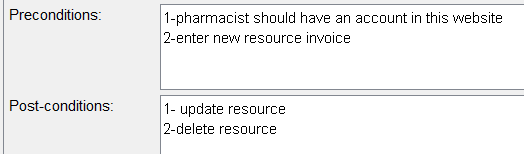 Preconditions:
1-pharmacist should have an account in this website
2-enter new resource invoice
Post-conditions:
1- update resource
2-delete resource